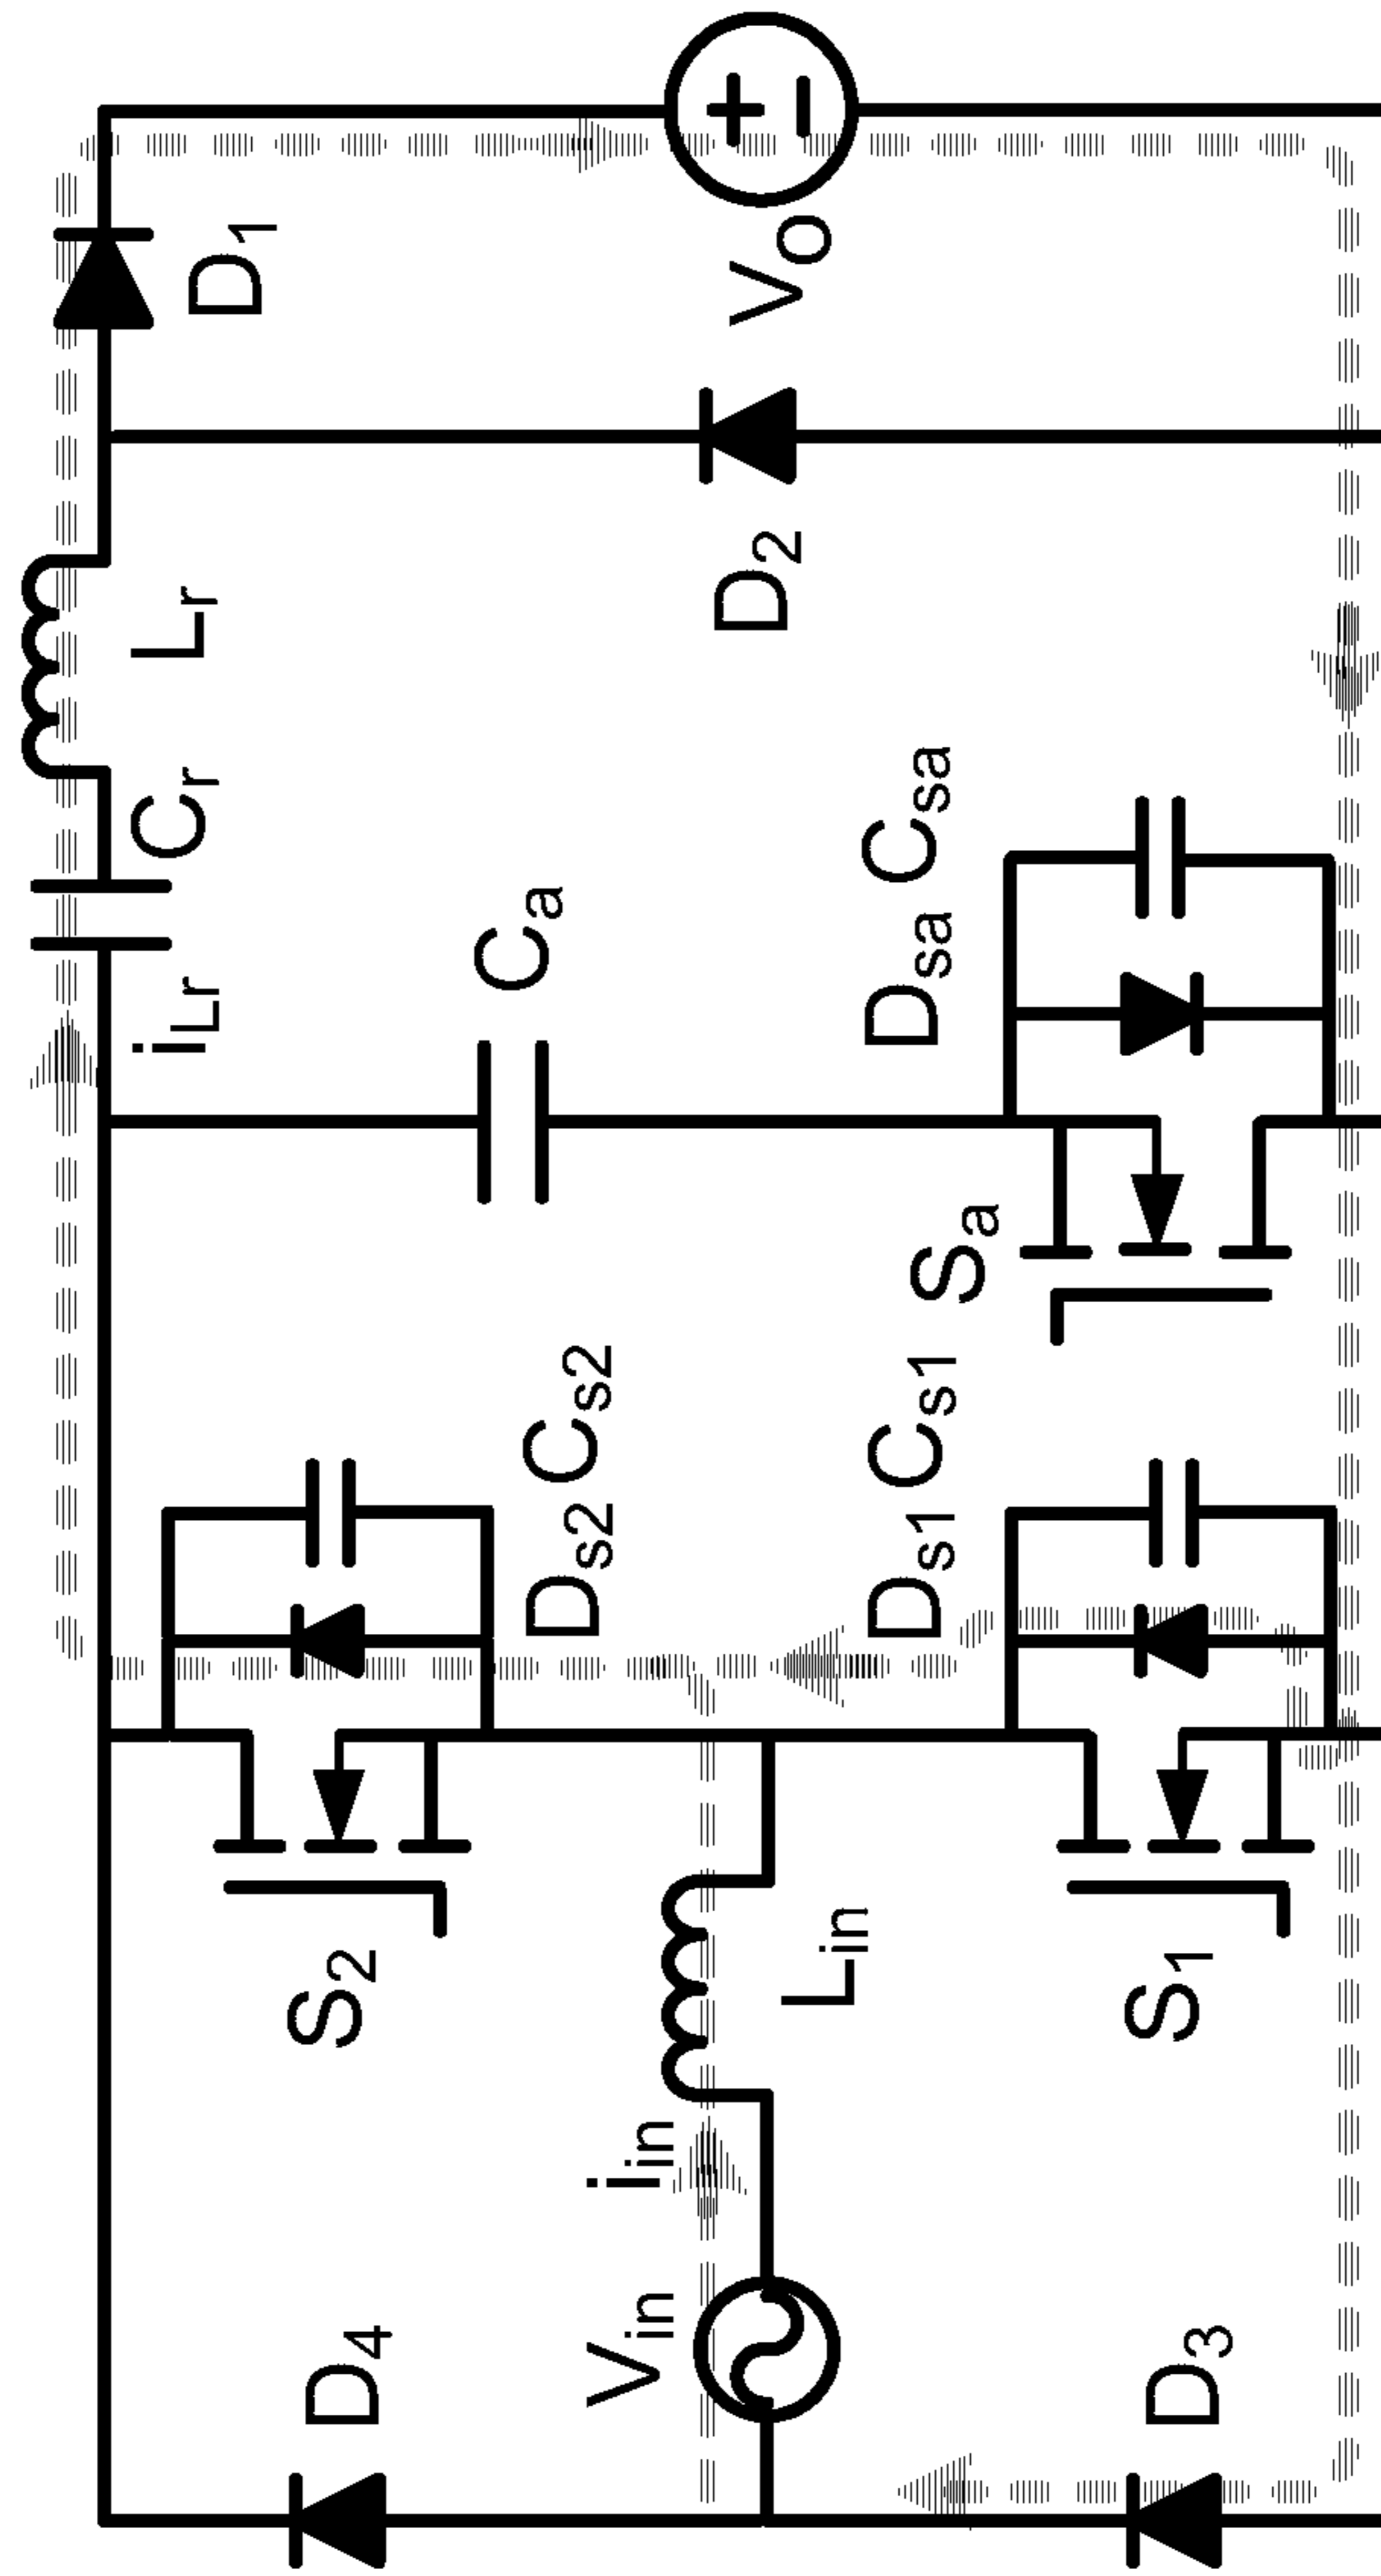 D4
Vin
iin
D3
S2
Lin
S1
Ds2 Cs2
Ds1 Cs1
Sa
iLr
Cr
Lr
Ca
Dsa Csa
D2
D1
Vo
+ −